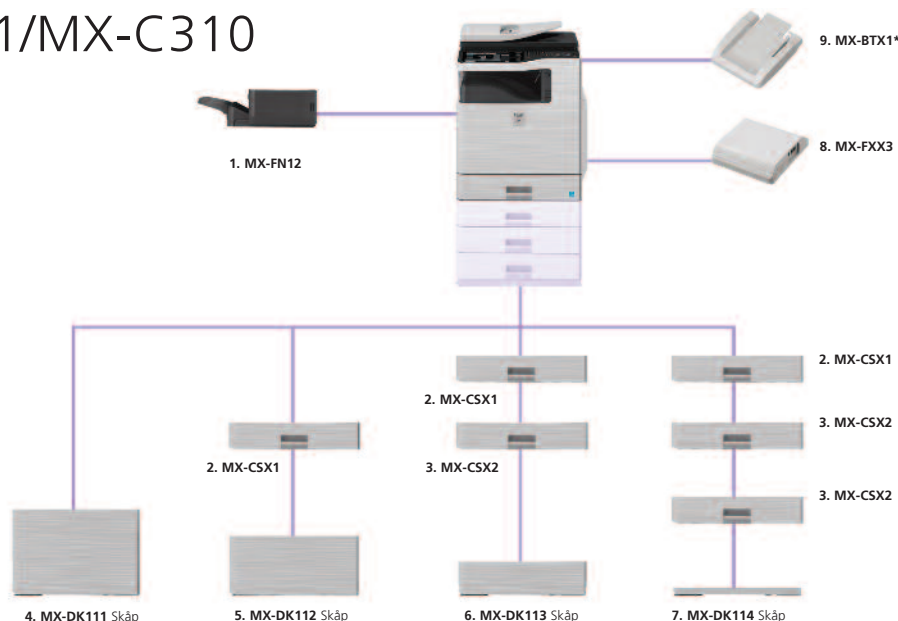 1/MX-C310
9. MX-BTX1*
8. MX-FXX3
1. MX-FN12
2. MX-CSX1
2. MX-CSX1
3. MX-CSX2
2. MX-CSX1
3. MX-CSX2
3. MX-CSX2
4. MX-DK111 Skåp
5. MX-DK112 Skåp
6. MX-DK113 Skåp
7. MX-DK114 Skåp